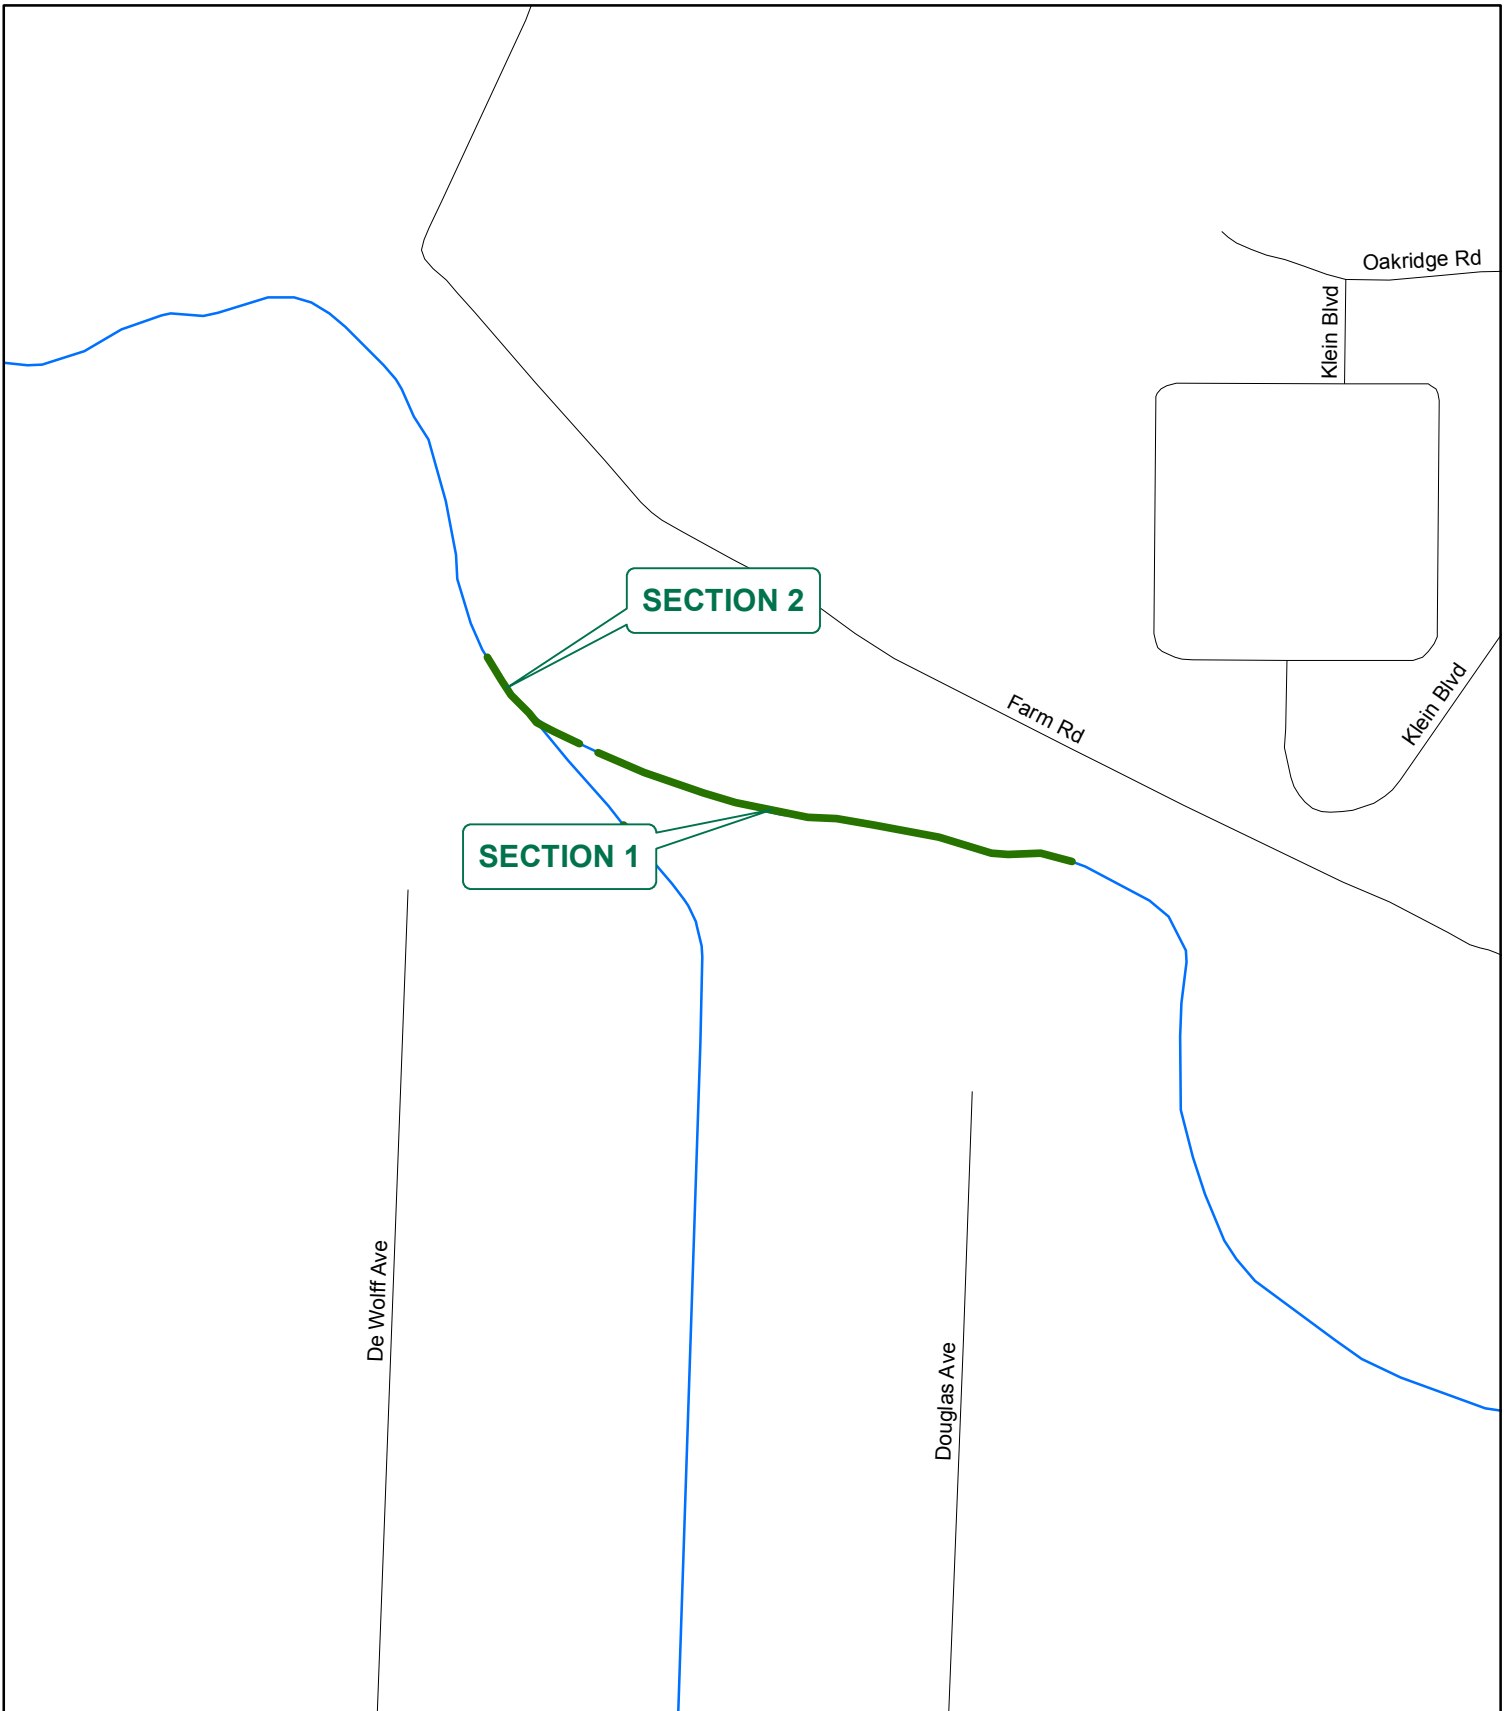 Oakridge Rd
Klein Blvd
SECTION 2
Klein Blvd
Farm Rd
SECTION 1
De Wolff Ave
Douglas Ave